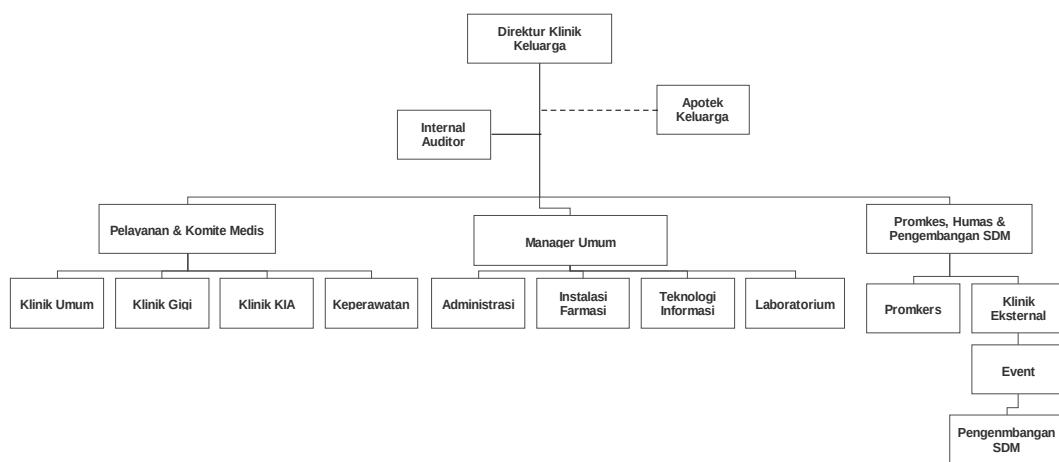 Direktur Klinik
Keluarga
Apotek
Keluarga
Internal
Auditor
Pelayanan & Komite Medis
Manager Umum
Promkes, Humas &
Pengembangan SDM
Klinik Umum
Klinik Gigi
Klinik KIA
Keperawatan
Administrasi
Instalasi
Farmasi
Teknologi
Informasi
Laboratorium
Promkers
Klinik
Eksternal
Event
Pengenmbangan
SDM